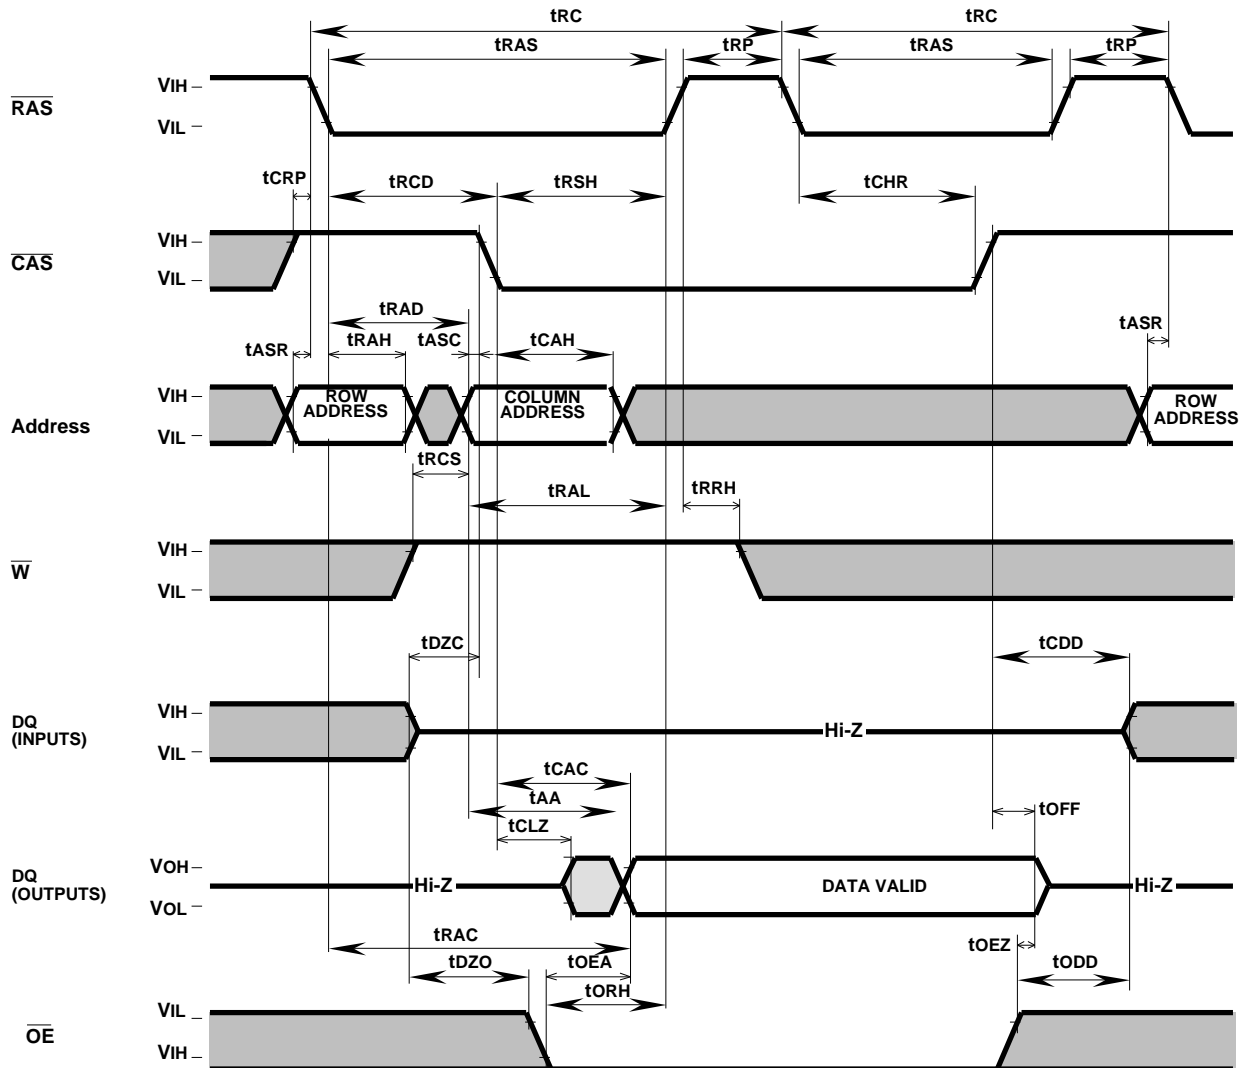 tRC tRC
tRAS tRP tRAS tRP
VIH
RAS
VIL
tCRP tRCD tRSH tCHR
VIH
CAS
VIL
tRAD
tASR tRAH tASC tCAH tASR
VIH ROW ADDRESS COLUMN ADDRESS ROW ADDRESS
Address
VIL
tRCS
tRAL tRRH
VIH
W
VIL
tDZC tCDD
VIH
DQ
(INPUTS) Hi-Z
VIL
tCAC
tAA tOFF
tCLZ
VOH
DQ
(OUTPUTS) Hi-Z DATA VALID Hi-Z
VOL
tRAC tOEZ
tDZO tOEA tODD
tORH
VIL
OE
VIH